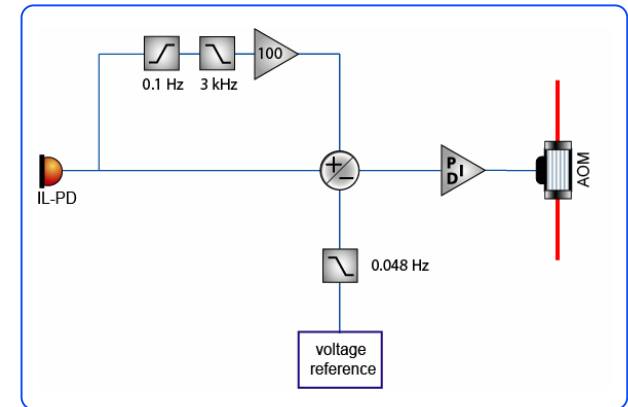 100
0.1 Hz
3 kHz
IL-PD
+
−
P
I
D
AOM
0.048 Hz
voltage
reference